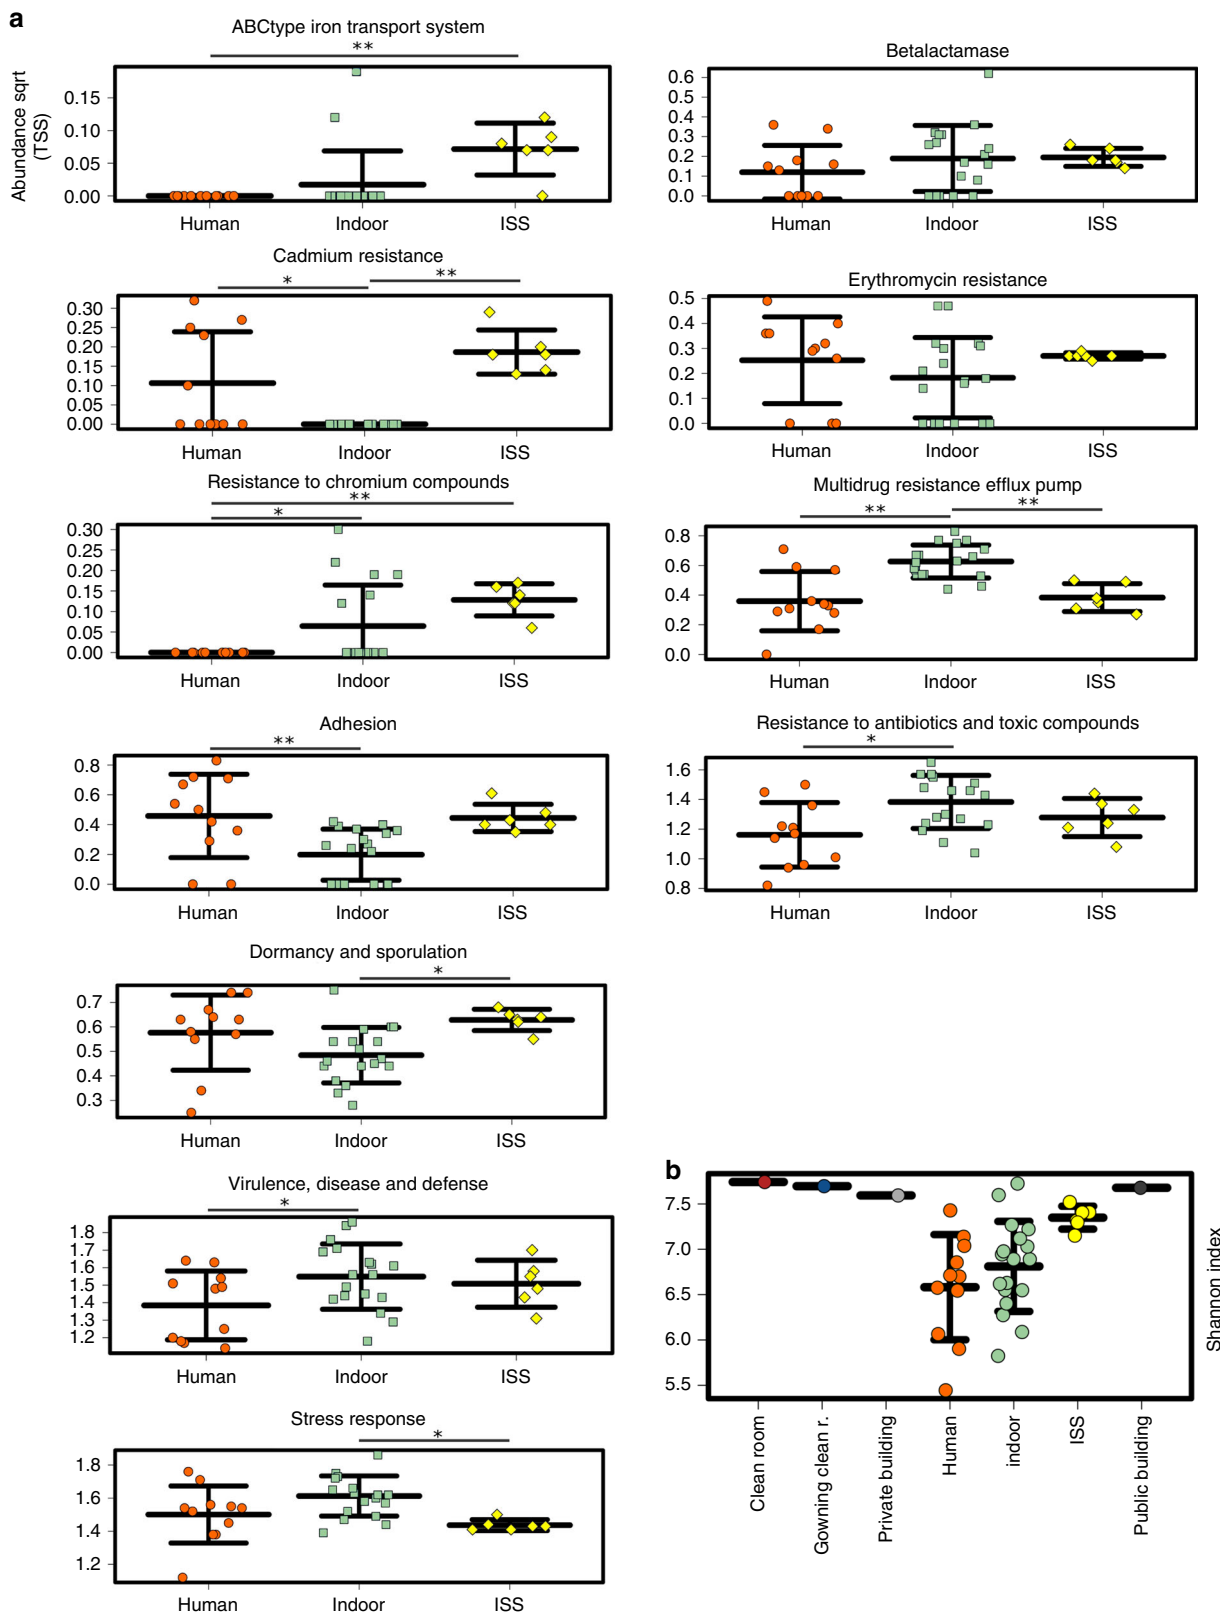 a
ABCtype iron transport system
**
Abundance sqrt
(TSS)
0.15
0.10
0.05
0.00
Human Indoor ISS
Betalactamase
0.6
0.5
0.4
0.3
0.2
0.1
0.0
Human Indoor ISS
Cadmium resistance
* **
0.30
0.25
0.20
0.15
0.10
0.05
0.00
Human Indoor ISS
Erythromycin resistance
0.5
0.4
0.3
0.2
0.1
0.0
Human Indoor ISS
Resistance to chromium compounds
**
*
0.30
0.25
0.20
0.15
0.10
0.05
0.00
Human Indoor ISS
Multidrug resistance efflux pump
** **
0.8
0.6
0.4
0.2
0.0
Human Indoor ISS
Adhesion
**
0.8
0.6
0.4
0.2
0.0
Human Indoor ISS
Resistance to antibiotics and toxic compounds
*
1.6
1.4
1.2
1.0
0.8
Human Indoor ISS
Dormancy and sporulation
*
0.7
0.6
0.5
0.4
0.3
Human Indoor ISS
Virulence, disease and defense
*
1.8
1.7
1.6
1.5
1.4
1.3
1.2
Human Indoor ISS
Stress response
*
1.8
1.6
1.4
1.2
Human Indoor ISS
b
7.5
7.0
6.5
6.0
5.5
Shannon index
Clean room
Gowning clean r.
Private building
Human
indoor
ISS
Public building